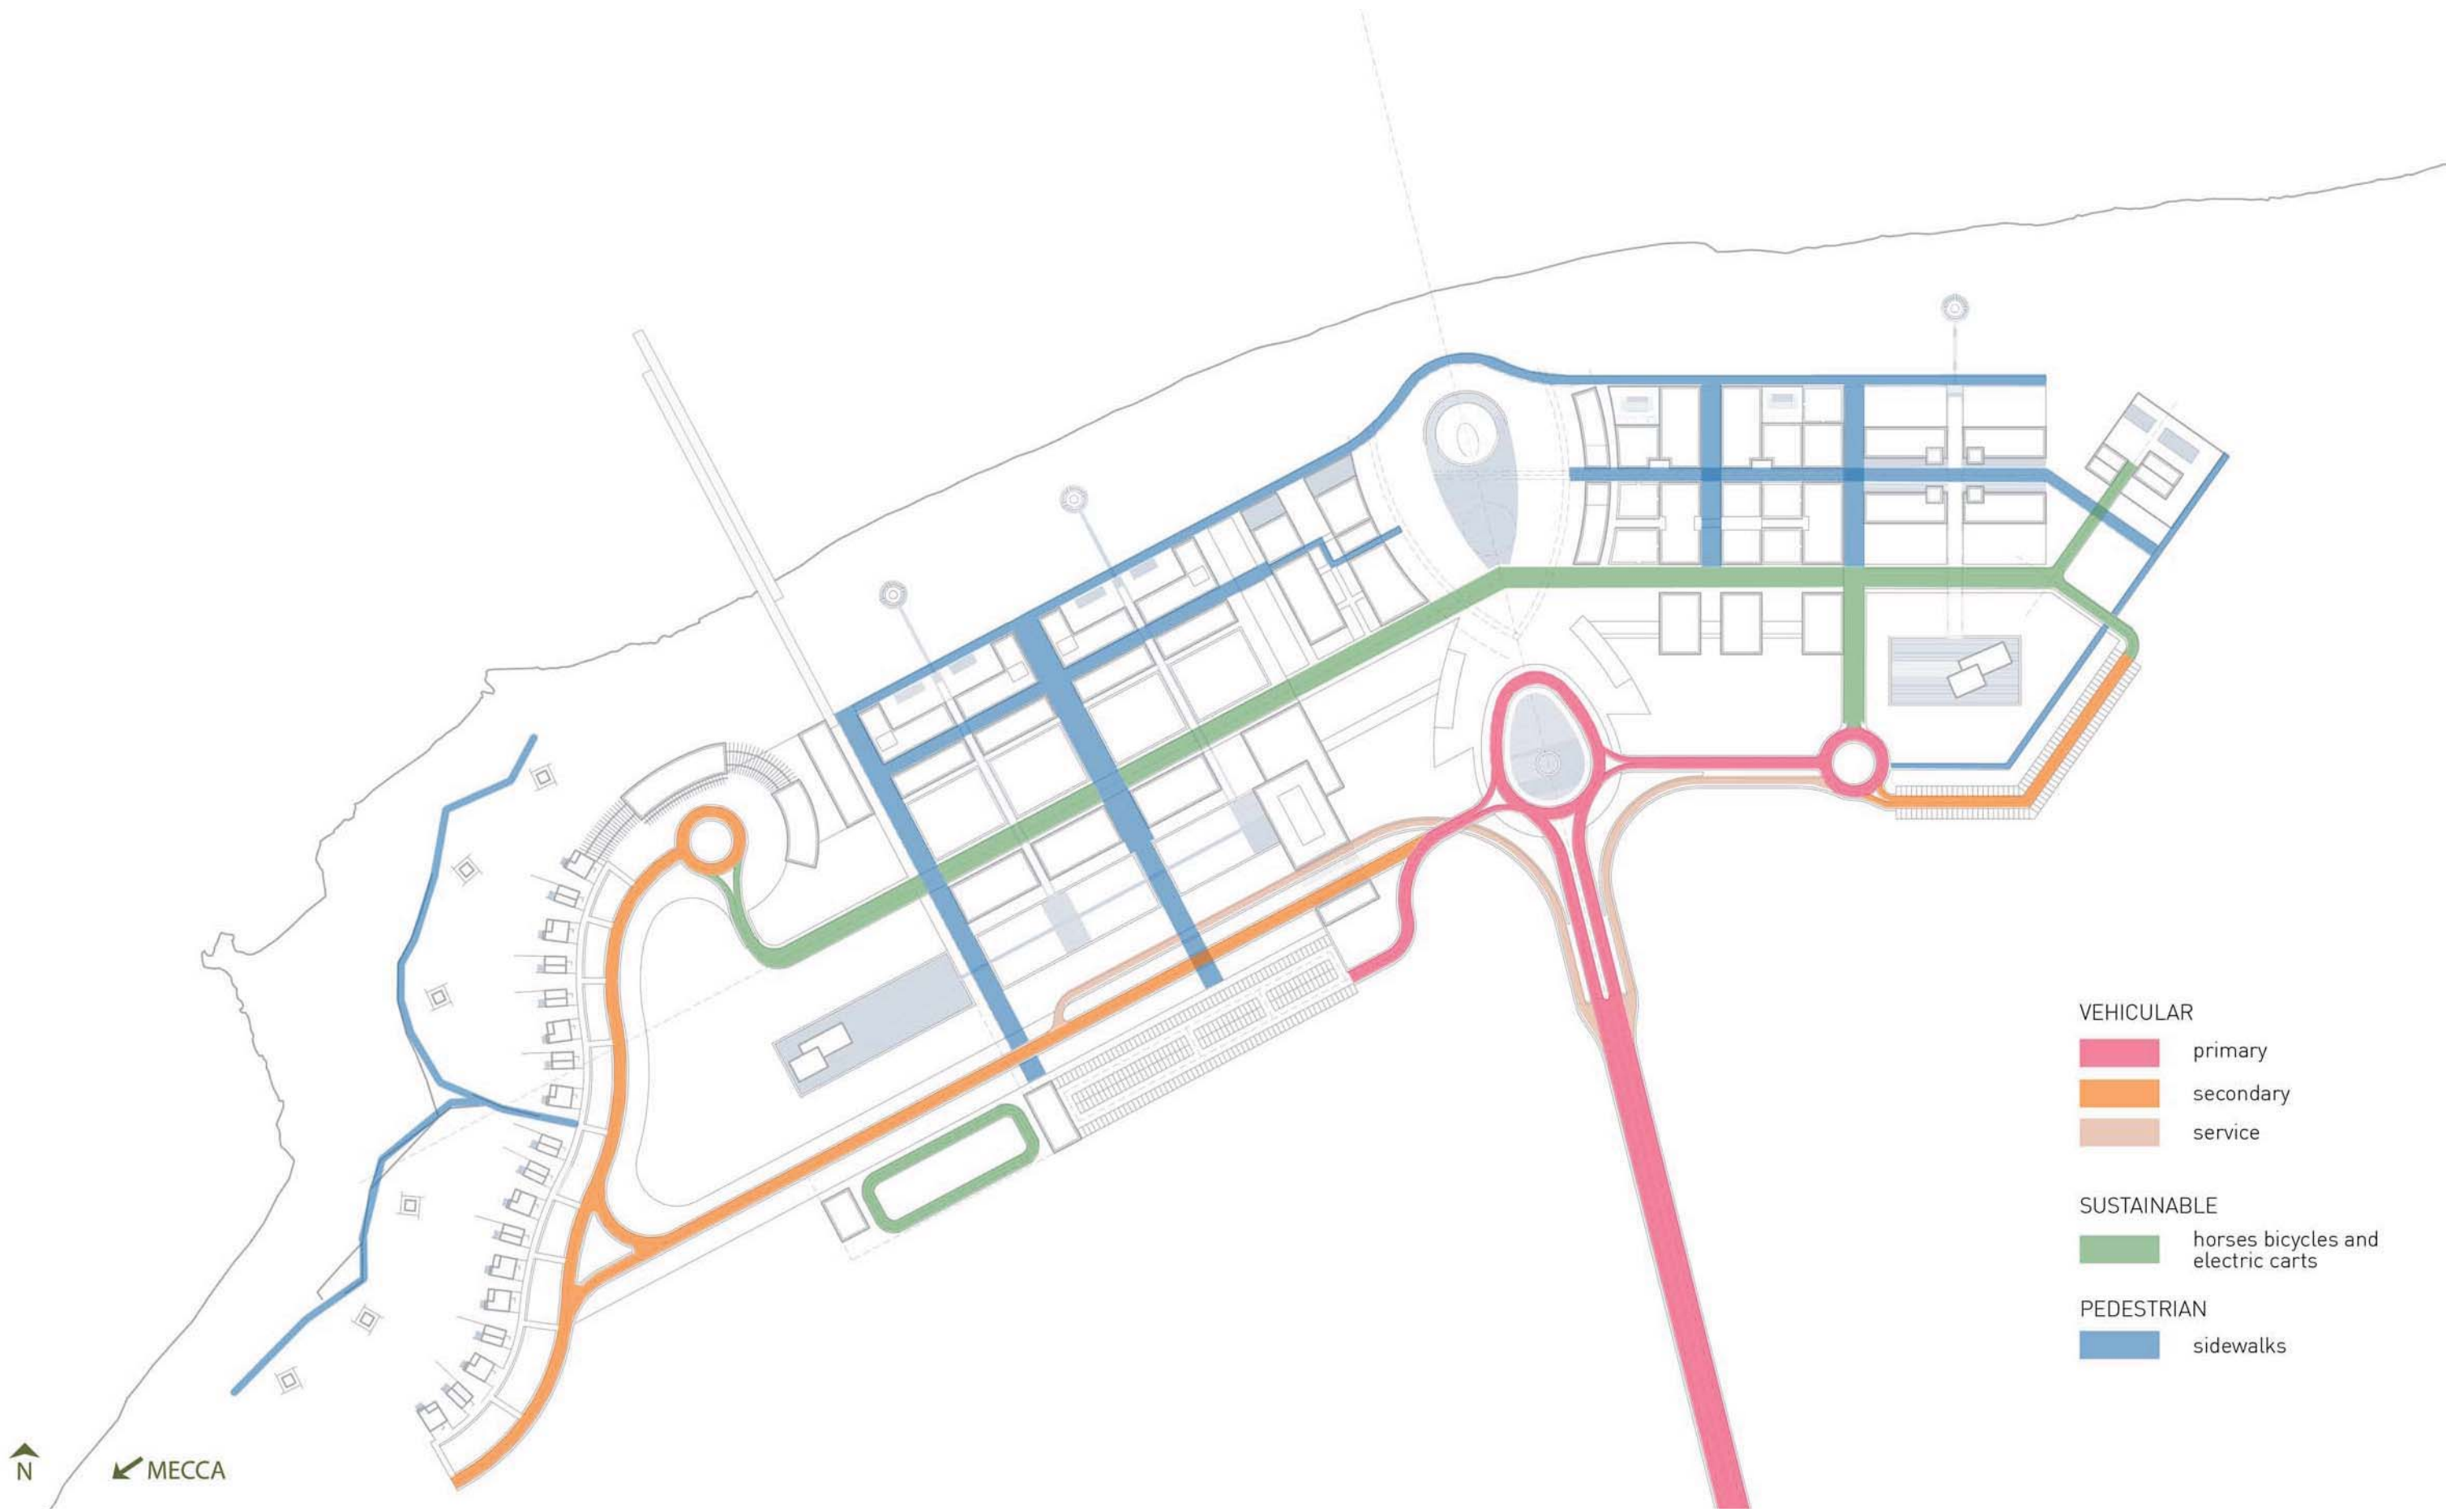 VEHICULAR
primary
secondary
service
SUSTAINABLE
horses bicycles and
electric carts
PEDESTRIAN
sidewalks
N
MECCA